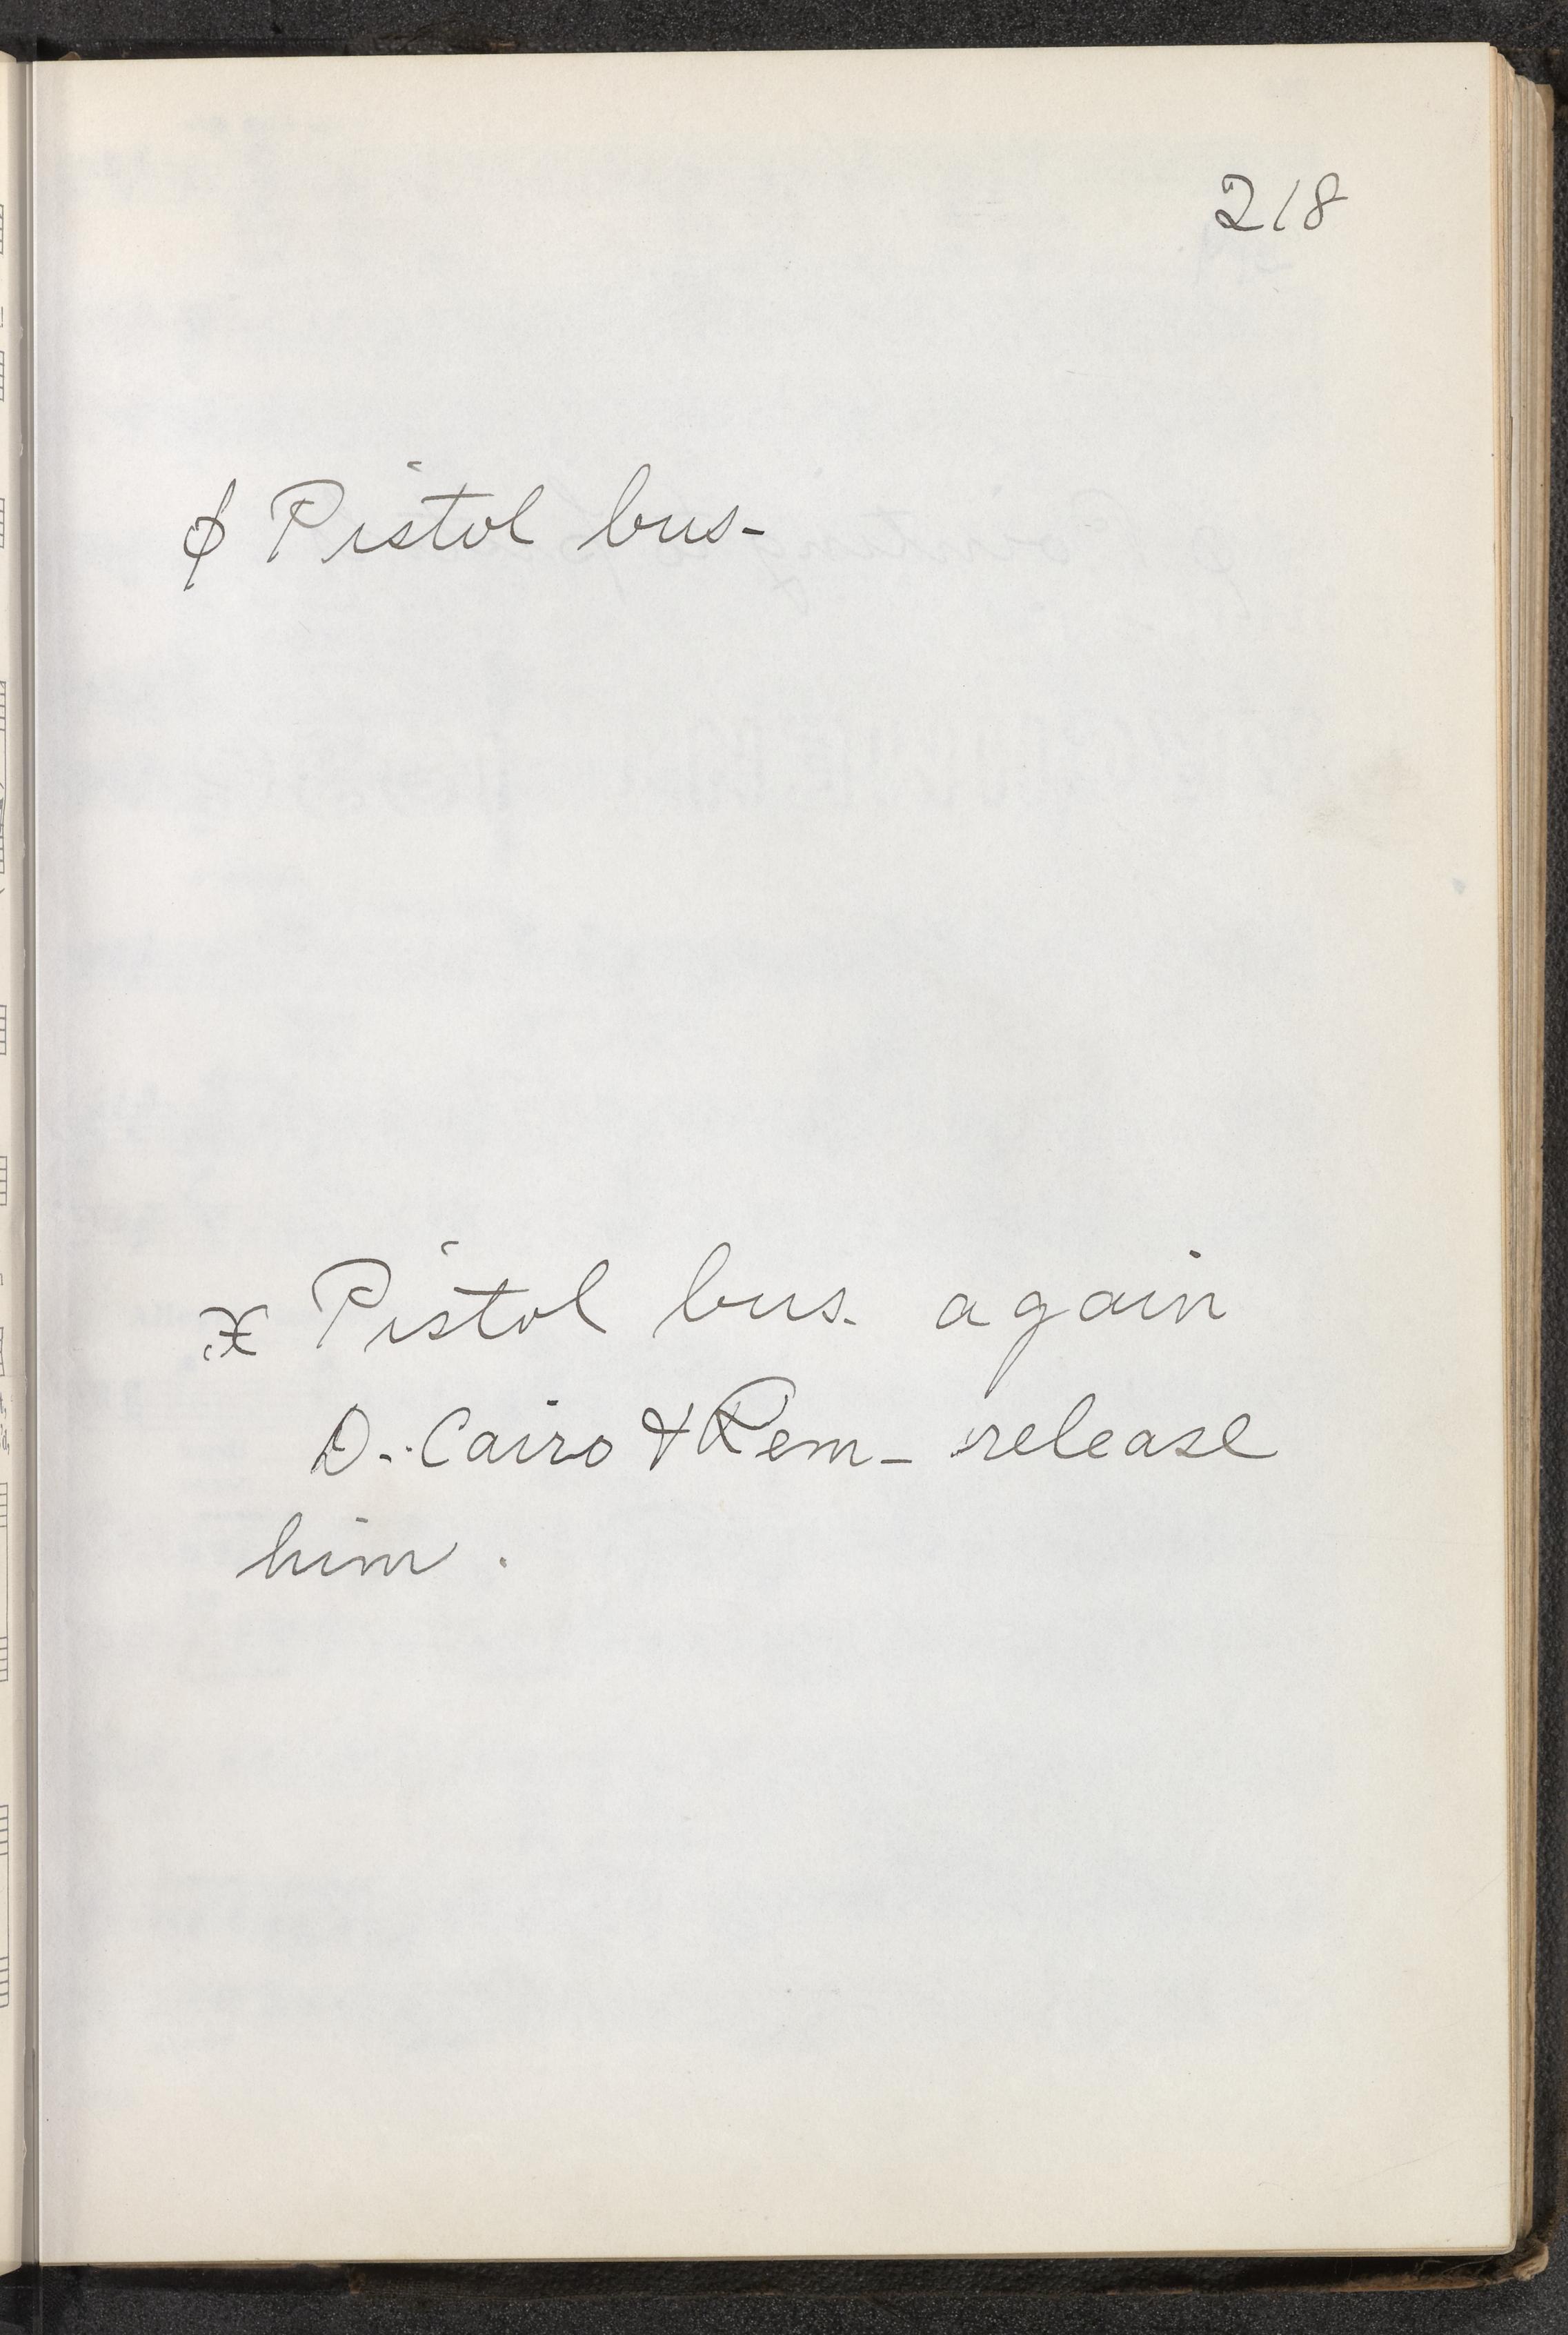 218
ɸ Pistol bus-
x Pistol bus. again
D. Cairo & Rem- release
him.